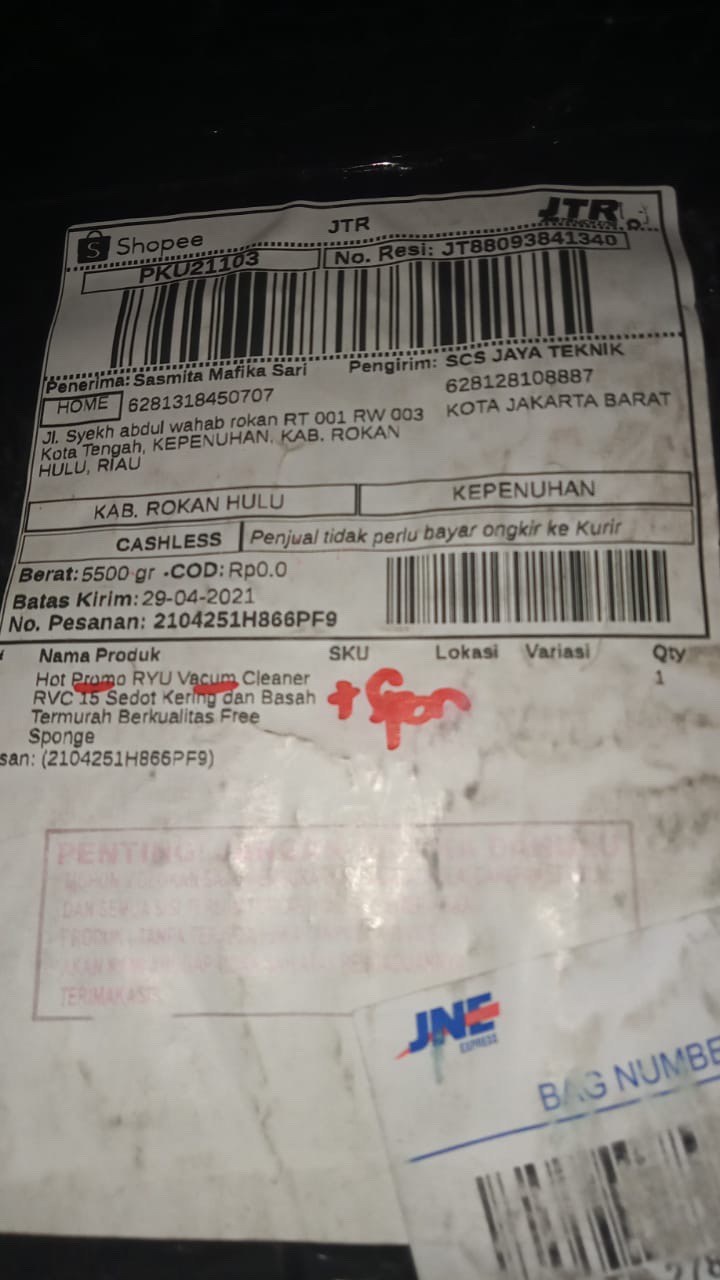 Shopee
JTR
JTR
PKU21103
No. Resi: JT88093841340
Penerima: Sasmita Mafika Sari
Pengirim: SCS JAYA TEKNIK
HOME 6281318450707
628128108887
Jl. Syekh abdul wahab rokan RT 001 RW 003
KOTA JAKARTA BARAT
Kota Tengah, KEPENUHAN, KAB. ROKAN
HULU, RIAU
KAB. ROKAN HULU
KEPENUHAN
CASHLESS
Penjual tidak perlu bayar ongkir ke Kurir
Berat: 5500 gr COD: Rp0.0
Batas Kirim: 29-04-2021
No. Pesanan: 2104251H866PF9
# Nama Produk SKU Lokasi Variasi Qty
Hot Promo RYU Vacum Cleaner 1
RVC 15 Sedot Kering dan Basah
Termurah Berkualitas Free
Sponge
san: (2104251H866PF9)
PENTING!
TERIMAKASIH
JNE
EXPRESS
BAG NUMBE